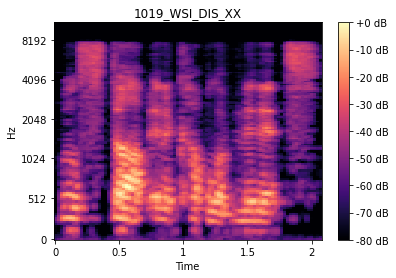 1019_WSI_DIS_XX
+0 dB
8192
-10 dB
4096
-20 dB
-30 dB
2048
Hz
-40 dB
1024
-50 dB
512
-60 dB
-70 dB
0
-80 dB
0 0.5 1 1.5 2
Time